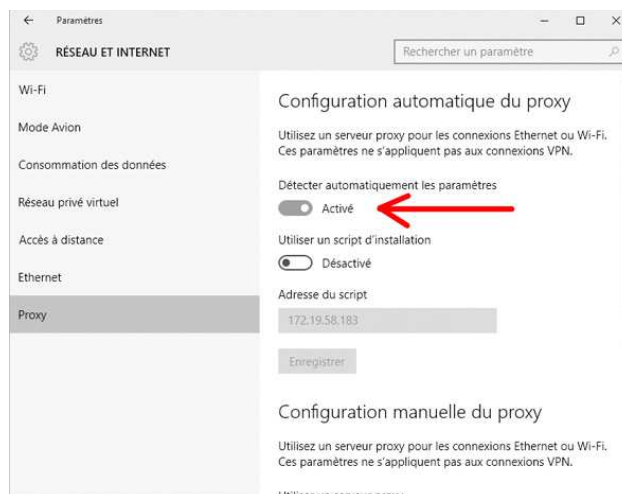 Paramètres
RÉSEAU ET INTERNET
Rechercher un paramètre
Wi-Fi
Mode Avion
Consommation des données
Réseau privé virtuel
Accès à distance
Ethernet
Proxy
Configuration automatique du proxy
Utilisez un serveur proxy pour les connexions Ethernet ou Wi-Fi.
Ces paramètres ne s'appliquent pas aux connexions VPN.
Détecter automatiquement les paramètres
Activé
Utiliser un script d'installation
Désactivé
Adresse du script
172.19.58.183
Enregistrer
Configuration manuelle du proxy
Utilisez un serveur proxy pour les connexions Ethernet ou Wi-Fi.
Ces paramètres ne s'appliquent pas aux connexions VPN.
Utiliser un serveur proxy